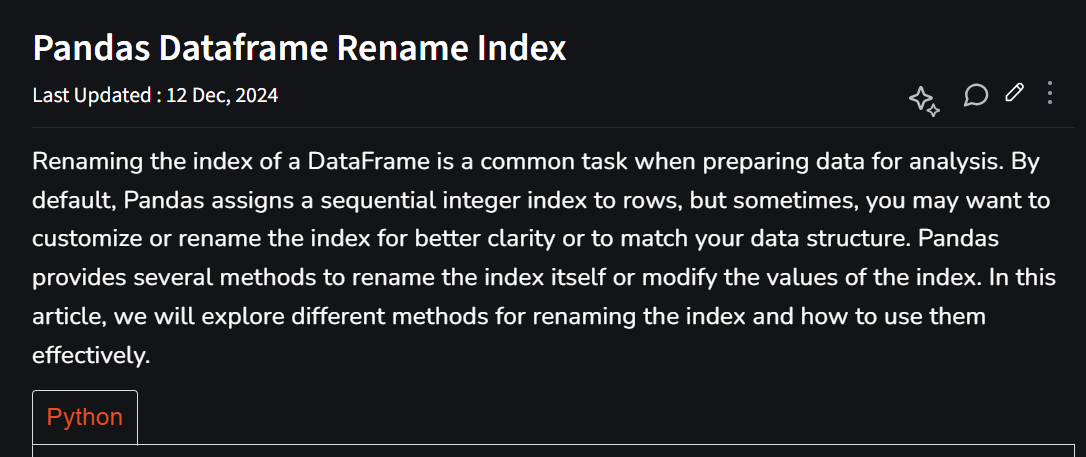 Pandas Dataframe Rename Index
Last Updated : 12 Dec, 2024
Renaming the index of a DataFrame is a common task when preparing data for analysis. By
default, Pandas assigns a sequential integer index to rows, but sometimes, you may want to
customize or rename the index for better clarity or to match your data structure. Pandas
provides several methods to rename the index itself or modify the values of the index. In this
article, we will explore different methods for renaming the index and how to use them
effectively.
Python